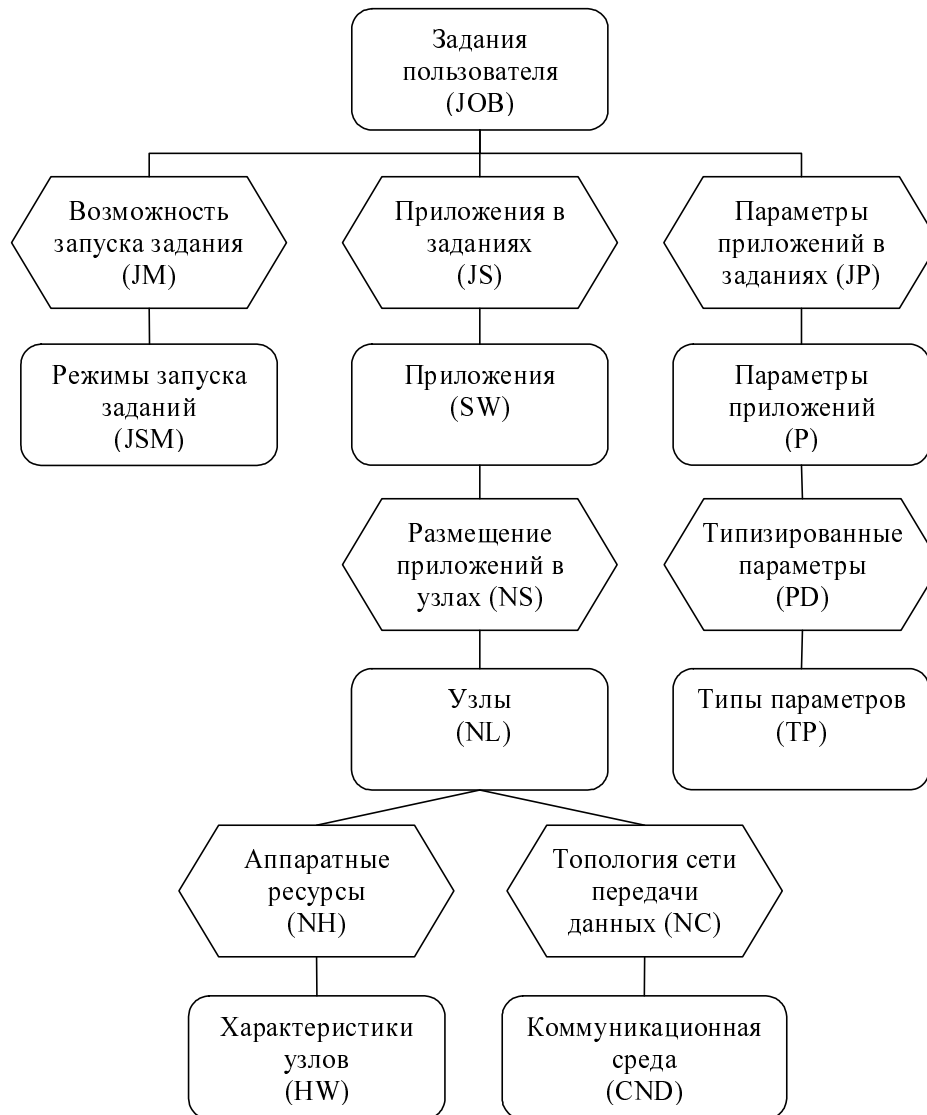 Задания
пользователя
(JOB)
Возможность
запуска задания
(JM)
Приложения в
заданиях
(JS)
Параметры
приложений в
заданиях (JP)
Режимы запуска
заданий
(JSM)
Приложения
(SW)
Параметры
приложений
(P)
Размещение
приложений в
узлах (NS)
Типизированные
параметры
(PD)
Узлы
(NL)
Типы параметров
(TP)
Аппаратные
ресурсы
(NH)
Топология сети
передачи
данных (NC)
Характеристики
узлов
(HW)
Коммуникационная
среда
(CND)